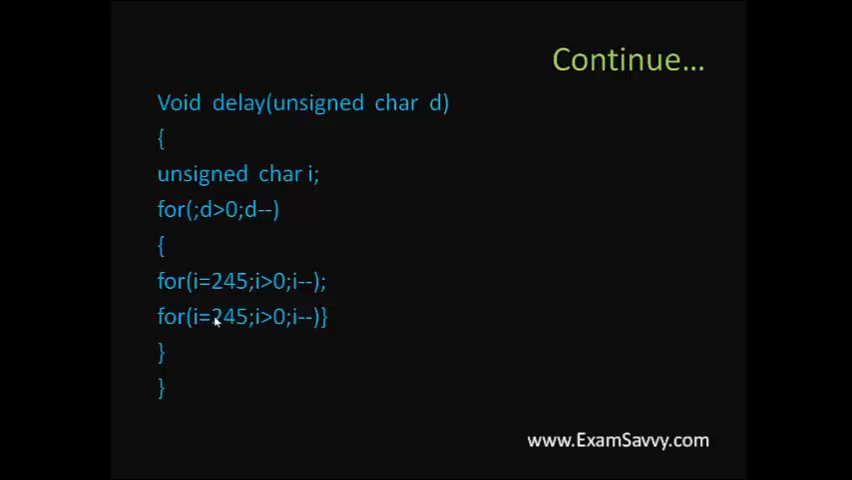 Continue...
Void delay(unsigned char d)
{
unsigned char i;
for(;d>0;d--)
{
for(i=245;i>0;i--);
for(i=245;i>0;i--)}
}
}
www.ExamSavvy.com